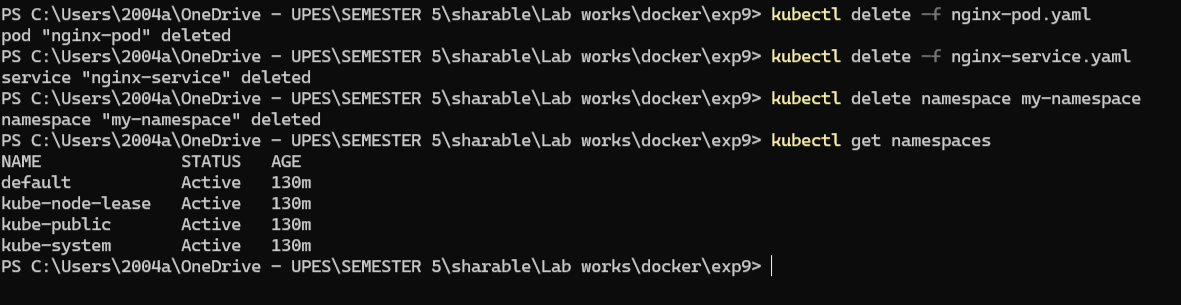 PS C:\Users\2004a\OneDrive - UPES\SEMESTER 5\sharable\Lab works\docker\exp9> kubectl delete -f nginx-pod.yaml
pod "nginx-pod" deleted
PS C:\Users\2004a\OneDrive - UPES\SEMESTER 5\sharable\Lab works\docker\exp9> kubectl delete -f nginx-service.yaml
service "nginx-service" deleted
PS C:\Users\2004a\OneDrive - UPES\SEMESTER 5\sharable\Lab works\docker\exp9> kubectl delete namespace my-namespace
namespace "my-namespace" deleted
PS C:\Users\2004a\OneDrive - UPES\SEMESTER 5\sharable\Lab works\docker\exp9> kubectl get namespaces
NAME              STATUS   AGE
default           Active   130m
kube-node-lease   Active   130m
kube-public       Active   130m
kube-system       Active   130m
PS C:\Users\2004a\OneDrive - UPES\SEMESTER 5\sharable\Lab works\docker\exp9>